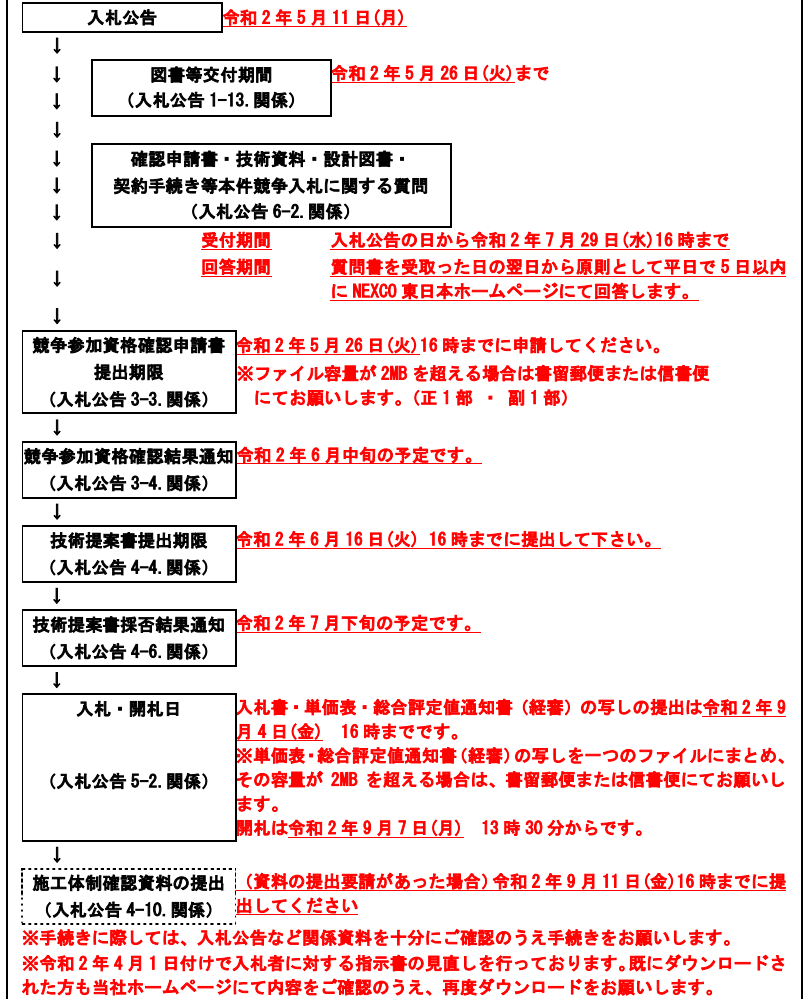 入札公告 令和2年5月11日(月)
↓
↓ 図書等交付期間 令和2年5月26日(火)まで
↓ (入札公告1-13.関係)
↓
↓ 確認申請書・技術資料・設計図書・
↓ 契約手続き等本件競争入札に関する質問
↓ (入札公告6-2.関係)
↓ 受付期間 入札公告の日から令和2年7月29日(水)16時まで
回答期間 質問書を受取った日の翌日から原則として平日で5日以内
↓ にNEXCO東日本ホームページにて回答します。
↓
競争参加資格確認申請書 令和2年5月26日(火)16時までに申請してください。
提出期限 ※ファイル容量が2MBを超える場合は書留郵便または信書便
(入札公告3-3.関係) にてお願いします。(正1部 ・ 副1部)
↓
競争参加資格確認結果通知 令和2年6月中旬の予定です。
(入札公告3-4.関係)
↓
技術提案書提出期限 令和2年6月16日(火) 16時までに提出して下さい。
(入札公告4-4.関係)
↓
技術提案書採否結果通知 令和2年7月下旬の予定です。
(入札公告4-6.関係)
↓
入札・開札日 入札書・単価表・総合評定値通知書(経審)の写しの提出は令和2年9
月4日(金) 16時までです。
※単価表・総合評定値通知書(経審)の写しを一つのファイルにまとめ、
(入札公告5-2.関係) その容量が2MBを超える場合は、書留郵便または信書便にてお願いし
ます。
開札は令和2年9月7日(月) 13時30分からです。
↓
施工体制確認資料の提出 (資料の提出要請があった場合)令和2年9月11日(金)16時までに提
(入札公告4-10.関係) 出してください
※手続きに際しては、入札公告など関係資料を十分にご確認のうえ手続きをお願いします。
※令和2年4月1日付けで入札者に対する指示書の見直しを行っております。既にダウンロードさ
れた方も当社ホームページにて内容をご確認のうえ、再度ダウンロードをお願いします。